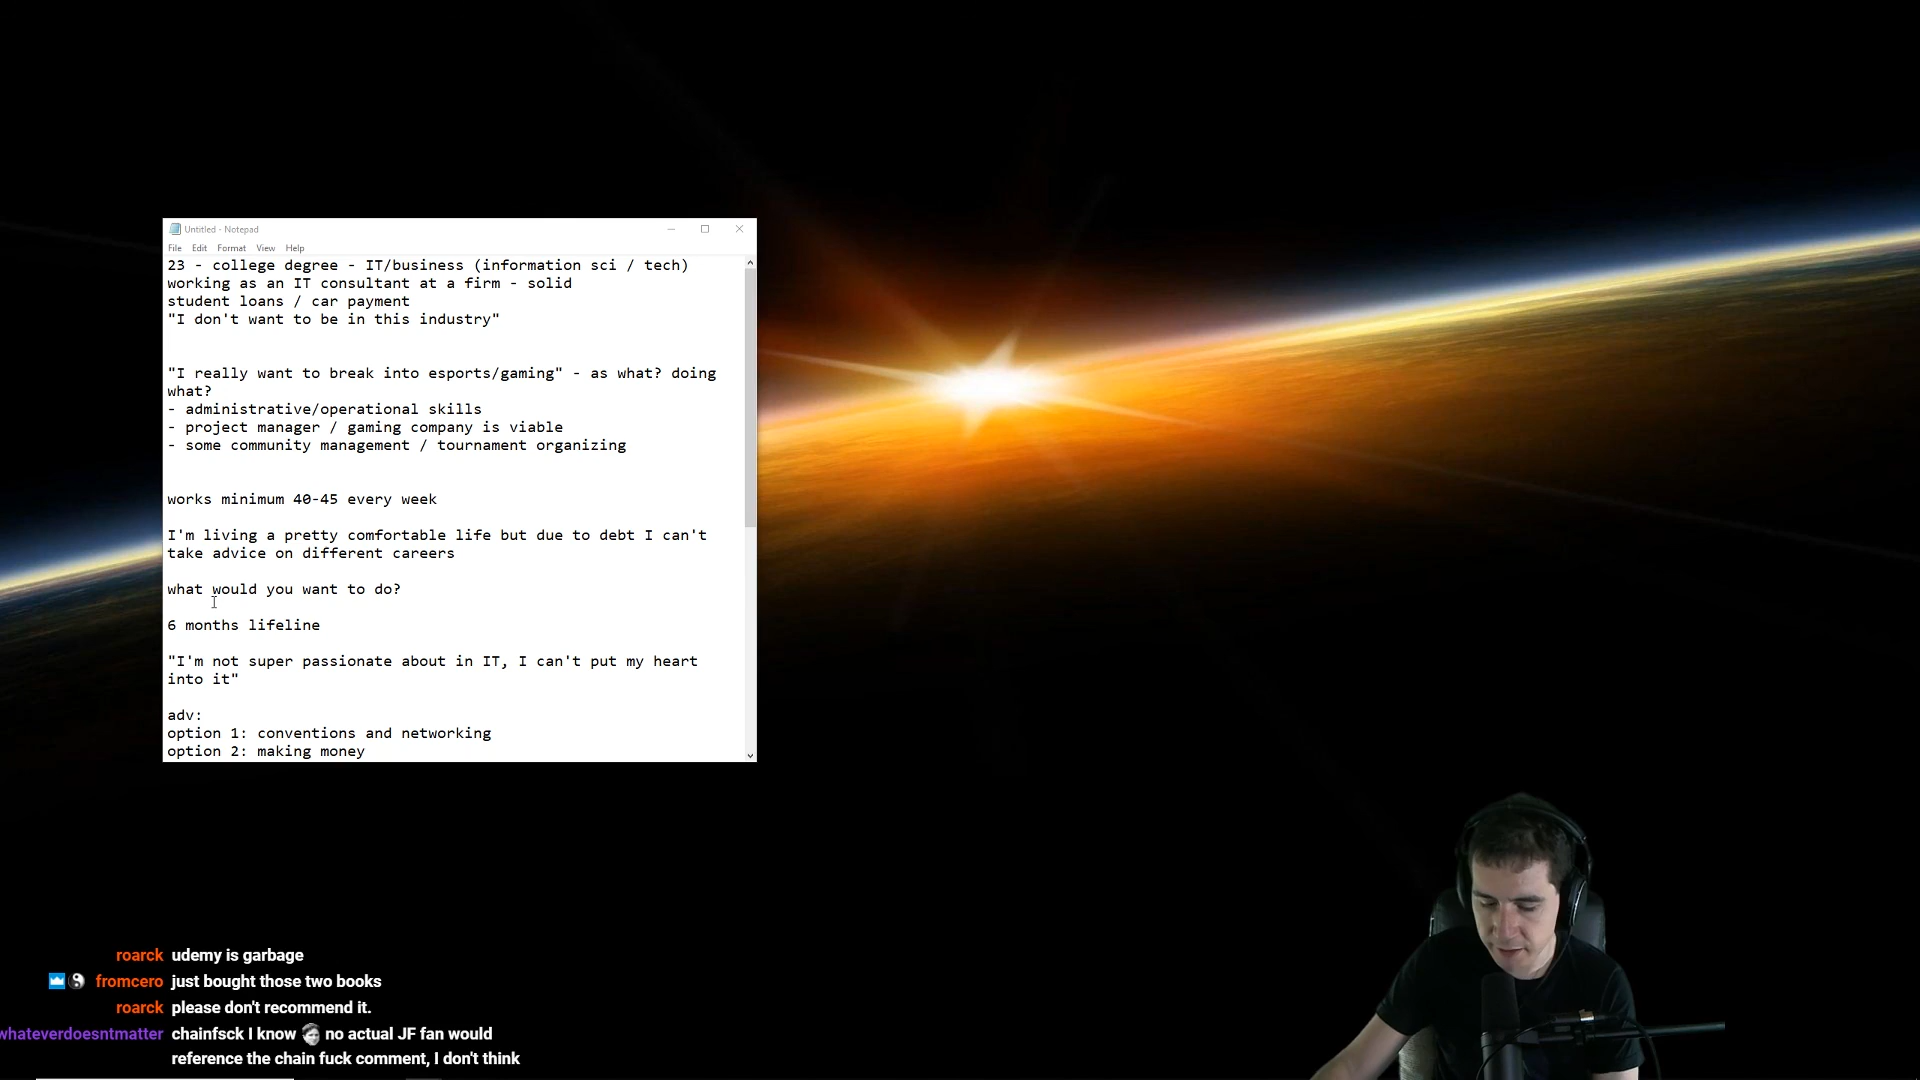 Untitled - Notepad
File Edit Format View Help
23 - college degree - IT/business (information sci / tech)
working as an IT consultant at a firm - solid
student loans / car payment
"I don't want to be in this industry"
"I really want to break into esports/gaming" - as what? doing
what?
- administrative/operational skills
- project manager / gaming company is viable
- some community management / tournament organizing
works minimum 40-45 every week
I'm living a pretty comfortable life but due to debt I can't
take advice on different careers
what would you want to do?
6 months lifeline
"I'm not super passionate about in IT, I can't put my heart
into it"
adv:
option 1: conventions and networking
option 2: making money
roarck udemy is garbage
fromcero just bought those two books
roarck please don't recommend it.
whateverdoesntmatter chainfsck I know no actual JF fan would
reference the chain fuck comment, I don't think